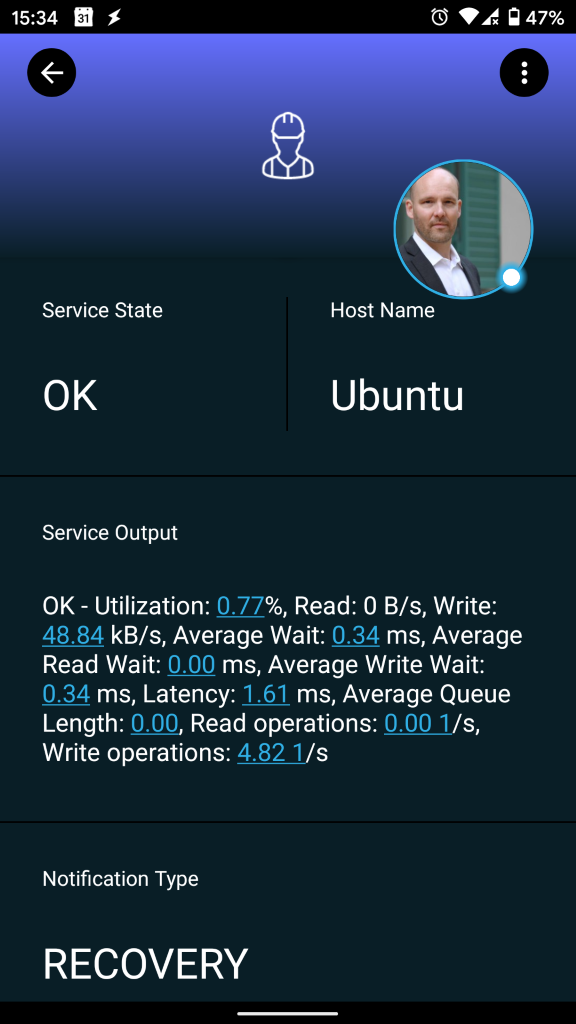 15:34
31
47%
Service State
Host Name
OK
Ubuntu
Service Output
OK - Utilization: 0.77%, Read: 0 B/s, Write:
48.84 kB/s, Average Wait: 0.34 ms, Average
Read Wait: 0.00 ms, Average Write Wait:
0.34 ms, Latency: 1.61 ms, Average Queue
Length: 0.00, Read operations: 0.00 1/s,
Write operations: 4.82 1/s
Notification Type
RECOVERY